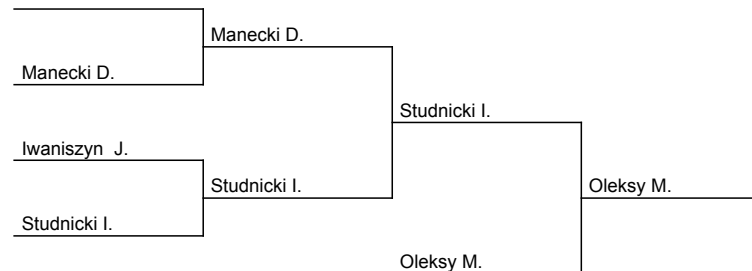 Manecki D.
Manecki D.
Studnicki I.
Iwaniszyn J.
Studnicki I.
Oleksy M.
Studnicki I.
Oleksy M.